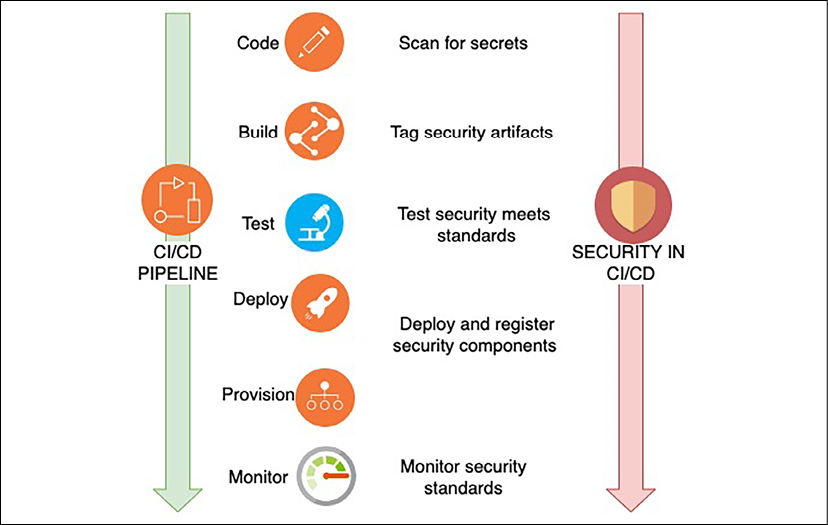 Code
Scan for secrets
Build
Tag security artifacts
Test
Test security meets
standards
CI/CD
PIPELINE
SECURITY IN
CI/CD
Deploy
Deploy and register
security components
Provision
Monitor
Monitor security
standards